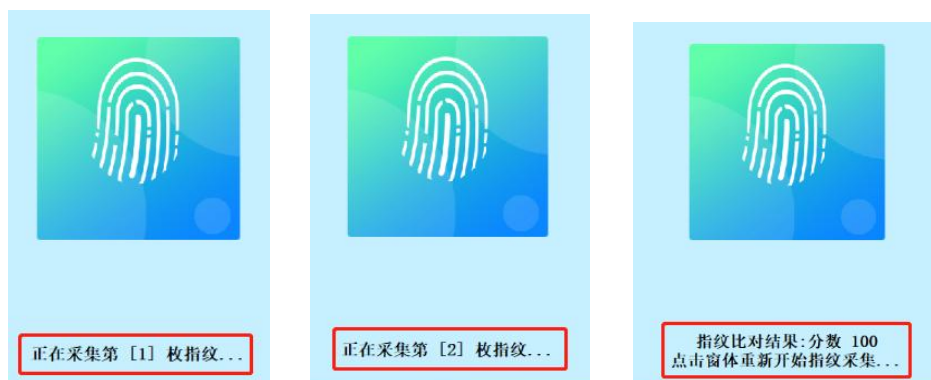 正在采集第 [1] 枚指纹...
正在采集第 [2] 枚指纹...
指纹比对结果:分数 100
点击窗体重新开始指纹采集...